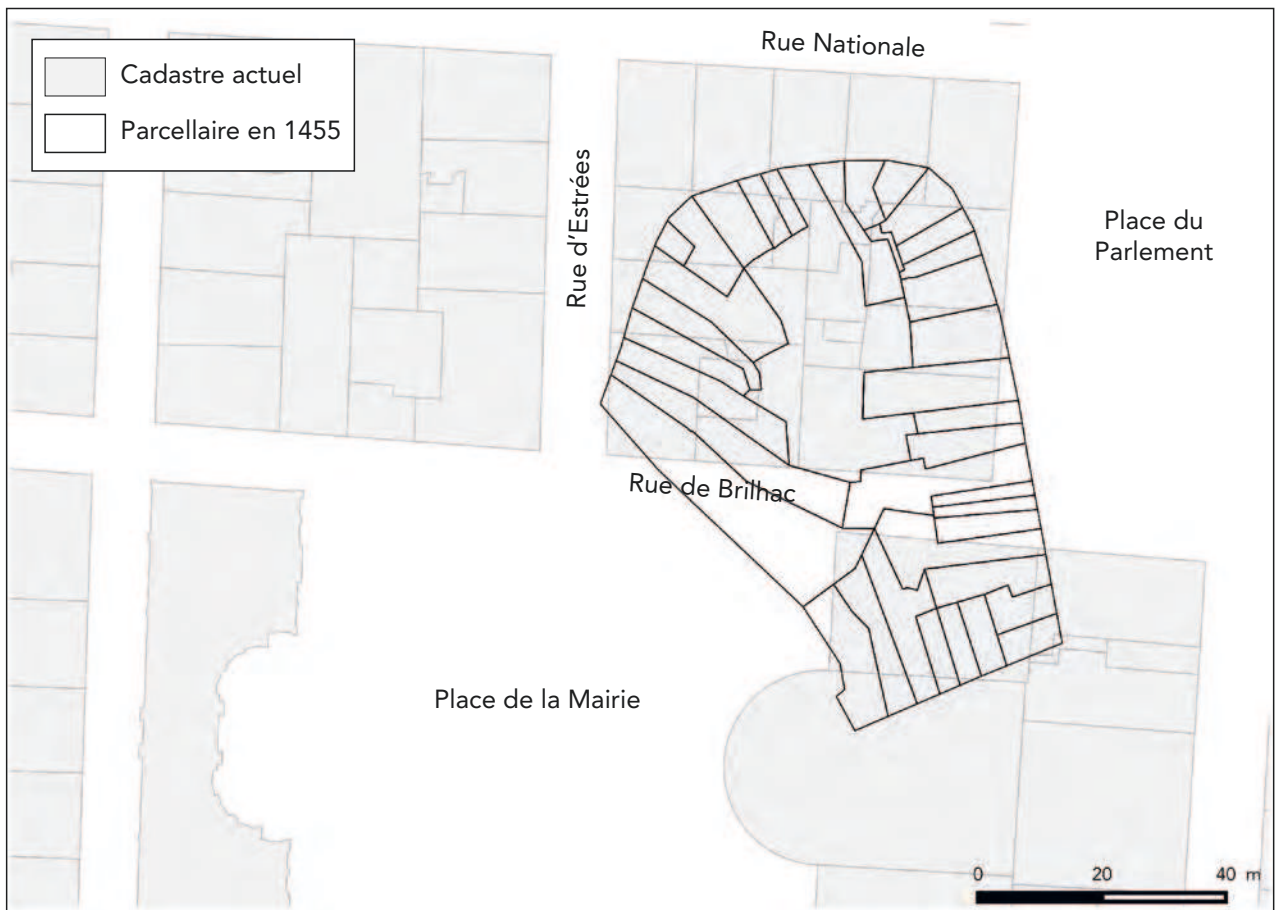 Rue Nationale
Cadastre actuel
Parcellaire en 1455
Rue d'Estrées
Place du
Parlement
Rue de Brilhac
Place de la Mairie
0 20 40 m